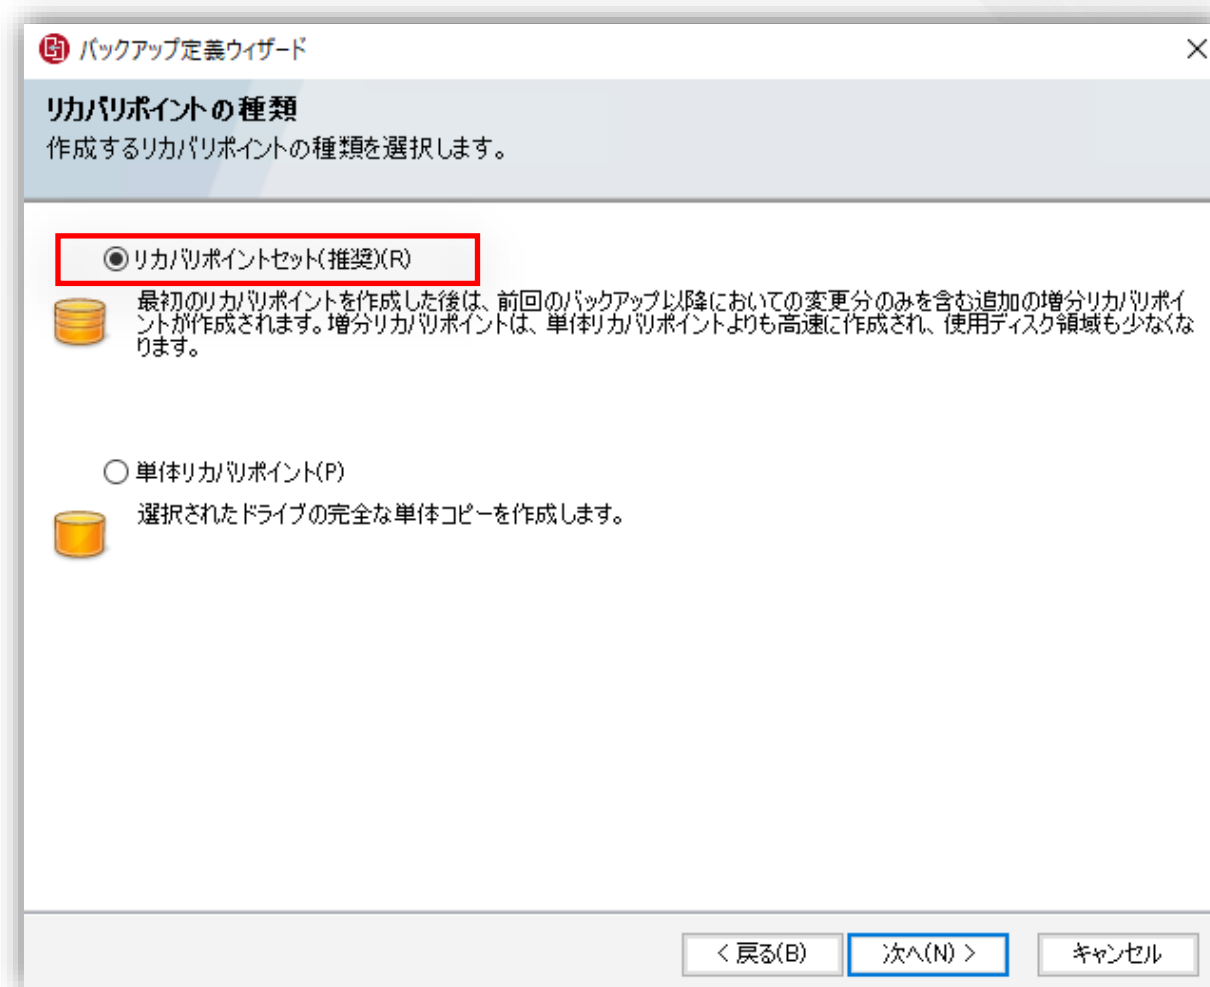 バックアップ定義ウィザード
リカバリポイントの種類
作成するリカバリポイントの種類を選択します。
リカバリポイントセット(推奨)(R)
最初のリカバリポイントを作成した後は、前回のバックアップ以降においての変更分のみを含む追加の増分リカバリポイ
ントが作成されます。増分リカバリポイントは、単体リカバリポイントよりも高速に作成され、使用ディスク領域も少なくな
ります。
単体リカバリポイント(P)
選択されたドライブの完全な単体コピーを作成します。
< 戻る(B)
次へ(N) >
キャンセル